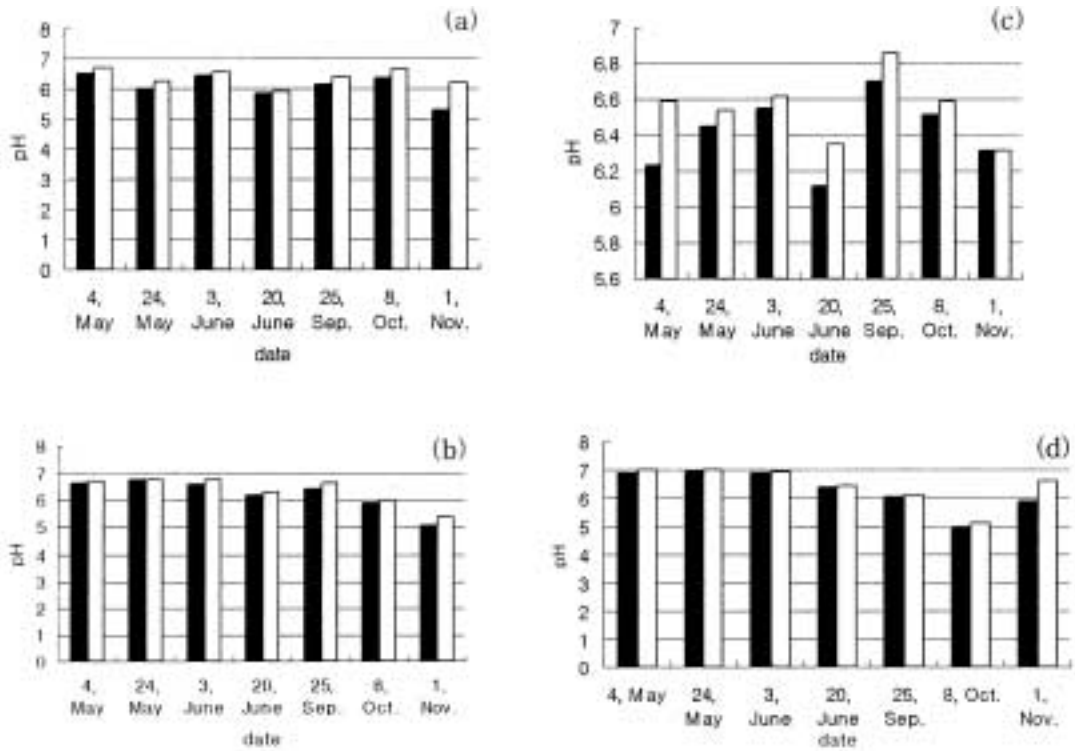 (a)
8
7
6
5
4
3
2
1
0
pH
4, 24, 3, 20, 25, 8, 1,
May May June June Sep. Oct. Nov.
date
(c)
7
6.8
6.6
6.4
6.2
6
5.8
5.6
pH
4, 24, 3, 20, 25, 8, 1,
May May June June Sep. Oct. Nov.
date
(b)
8
7
6
5
4
3
2
1
0
pH
4, 24, 3, 20, 25, 8, 1,
May May June June Sep. Oct. Nov.
date
(d)
8
7
6
5
4
3
2
1
0
pH
4, May 24, 3, 20, 25, 8, Oct. 1,
May June June Sep. Nov.
date